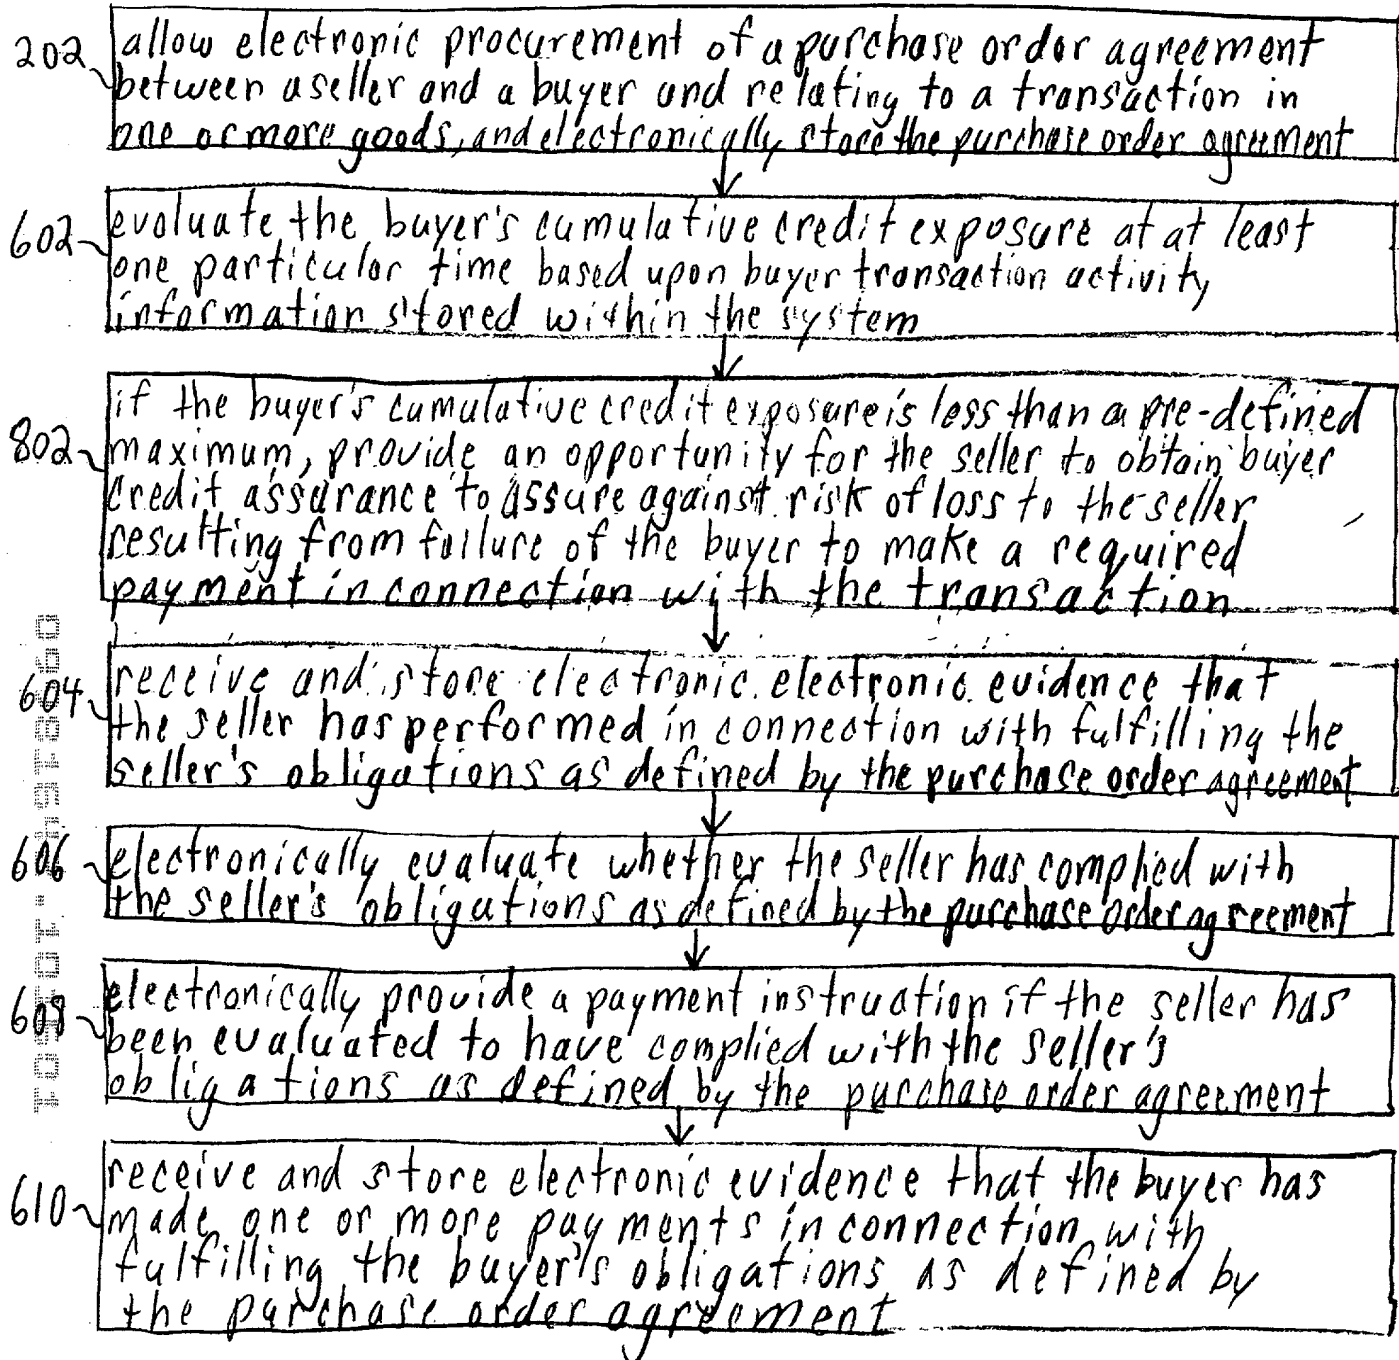 202 allow electronic procurement of a purchase order agreement
between a seller and a buyer and relating to a transaction in
one or more goods, and electronically store the purchase order agreement
602 evaluate the buyer's cumulative credit exposure at at least
one particular time based upon buyer transaction activity
information stored within the system
if the buyer's cumulative credit exposure is less than a pre-defined
802 maximum, provide an opportunity for the seller to obtain buyer
credit assurance to assure against risk of loss to the seller
resulting from failure of the buyer to make a required
payment in connection with the transaction
604 receive and store electronic electronic evidence that
the seller has performed in connection with fulfilling the
seller's obligations as defined by the purchase order agreement
606 electronically evaluate whether the seller has complied with
the seller's obligations as defined by the purchase order agreement
608 electronically provide a payment instruction if the seller has
been evaluated to have complied with the seller's
obligations as defined by the purchase order agreement
receive and store electronic evidence that the buyer has
610 made one or more payments in connection with
fulfilling the buyer's obligations as defined by
the purchase order agreement